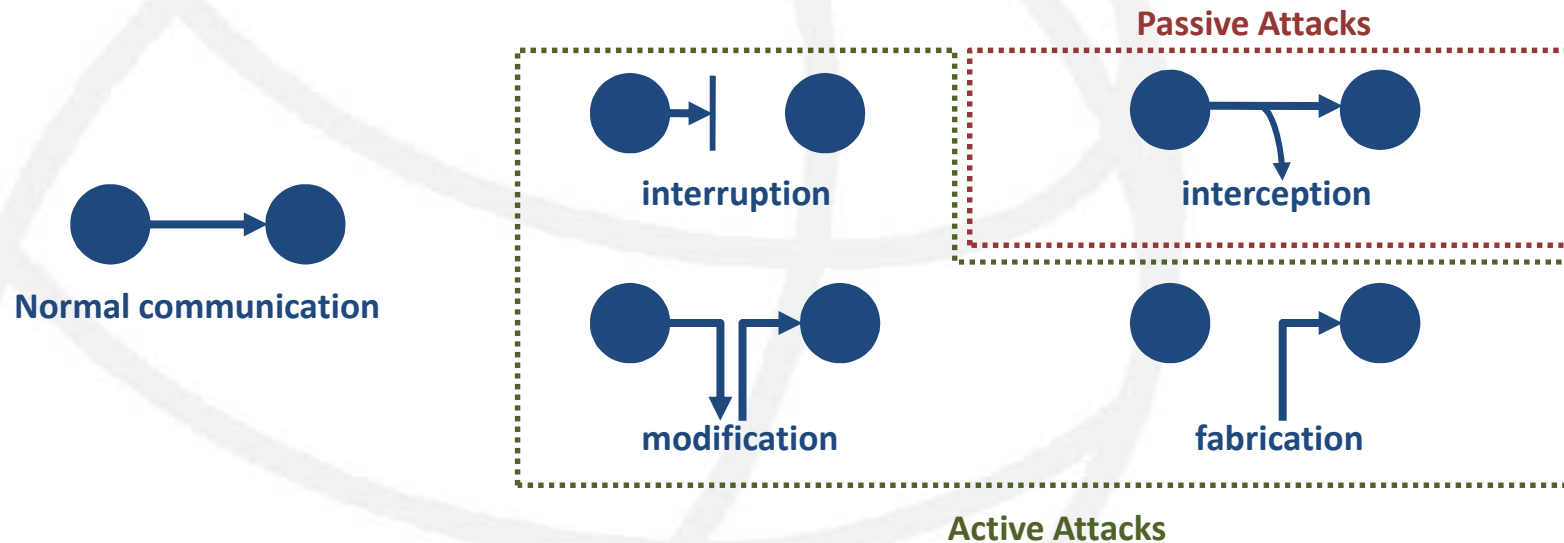 Passive Attacks
interruption
interception
Normal communication
modification
fabrication
Active Attacks